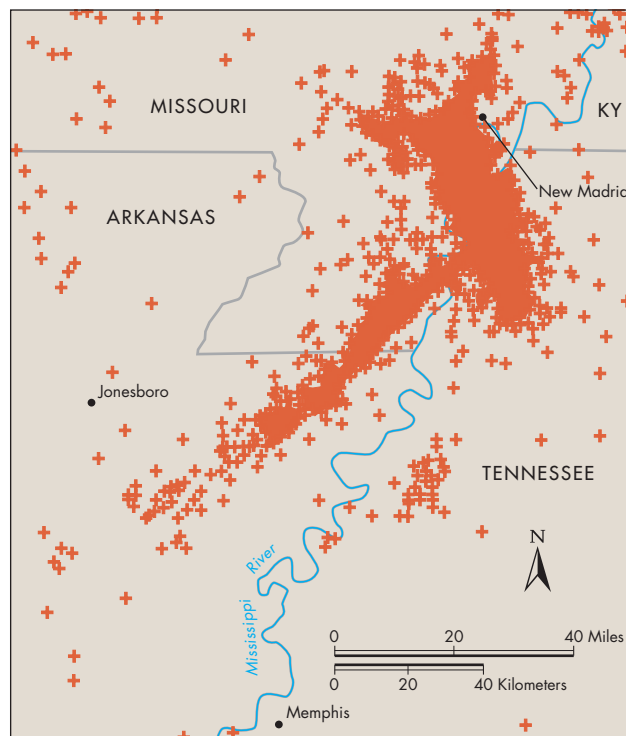 MISSOURI
KY
New Madrid
ARKANSAS
Jonesboro
TENNESSEE
N
Mississippi River
0 20 40 Miles
0 20 40 Kilometers
Memphis